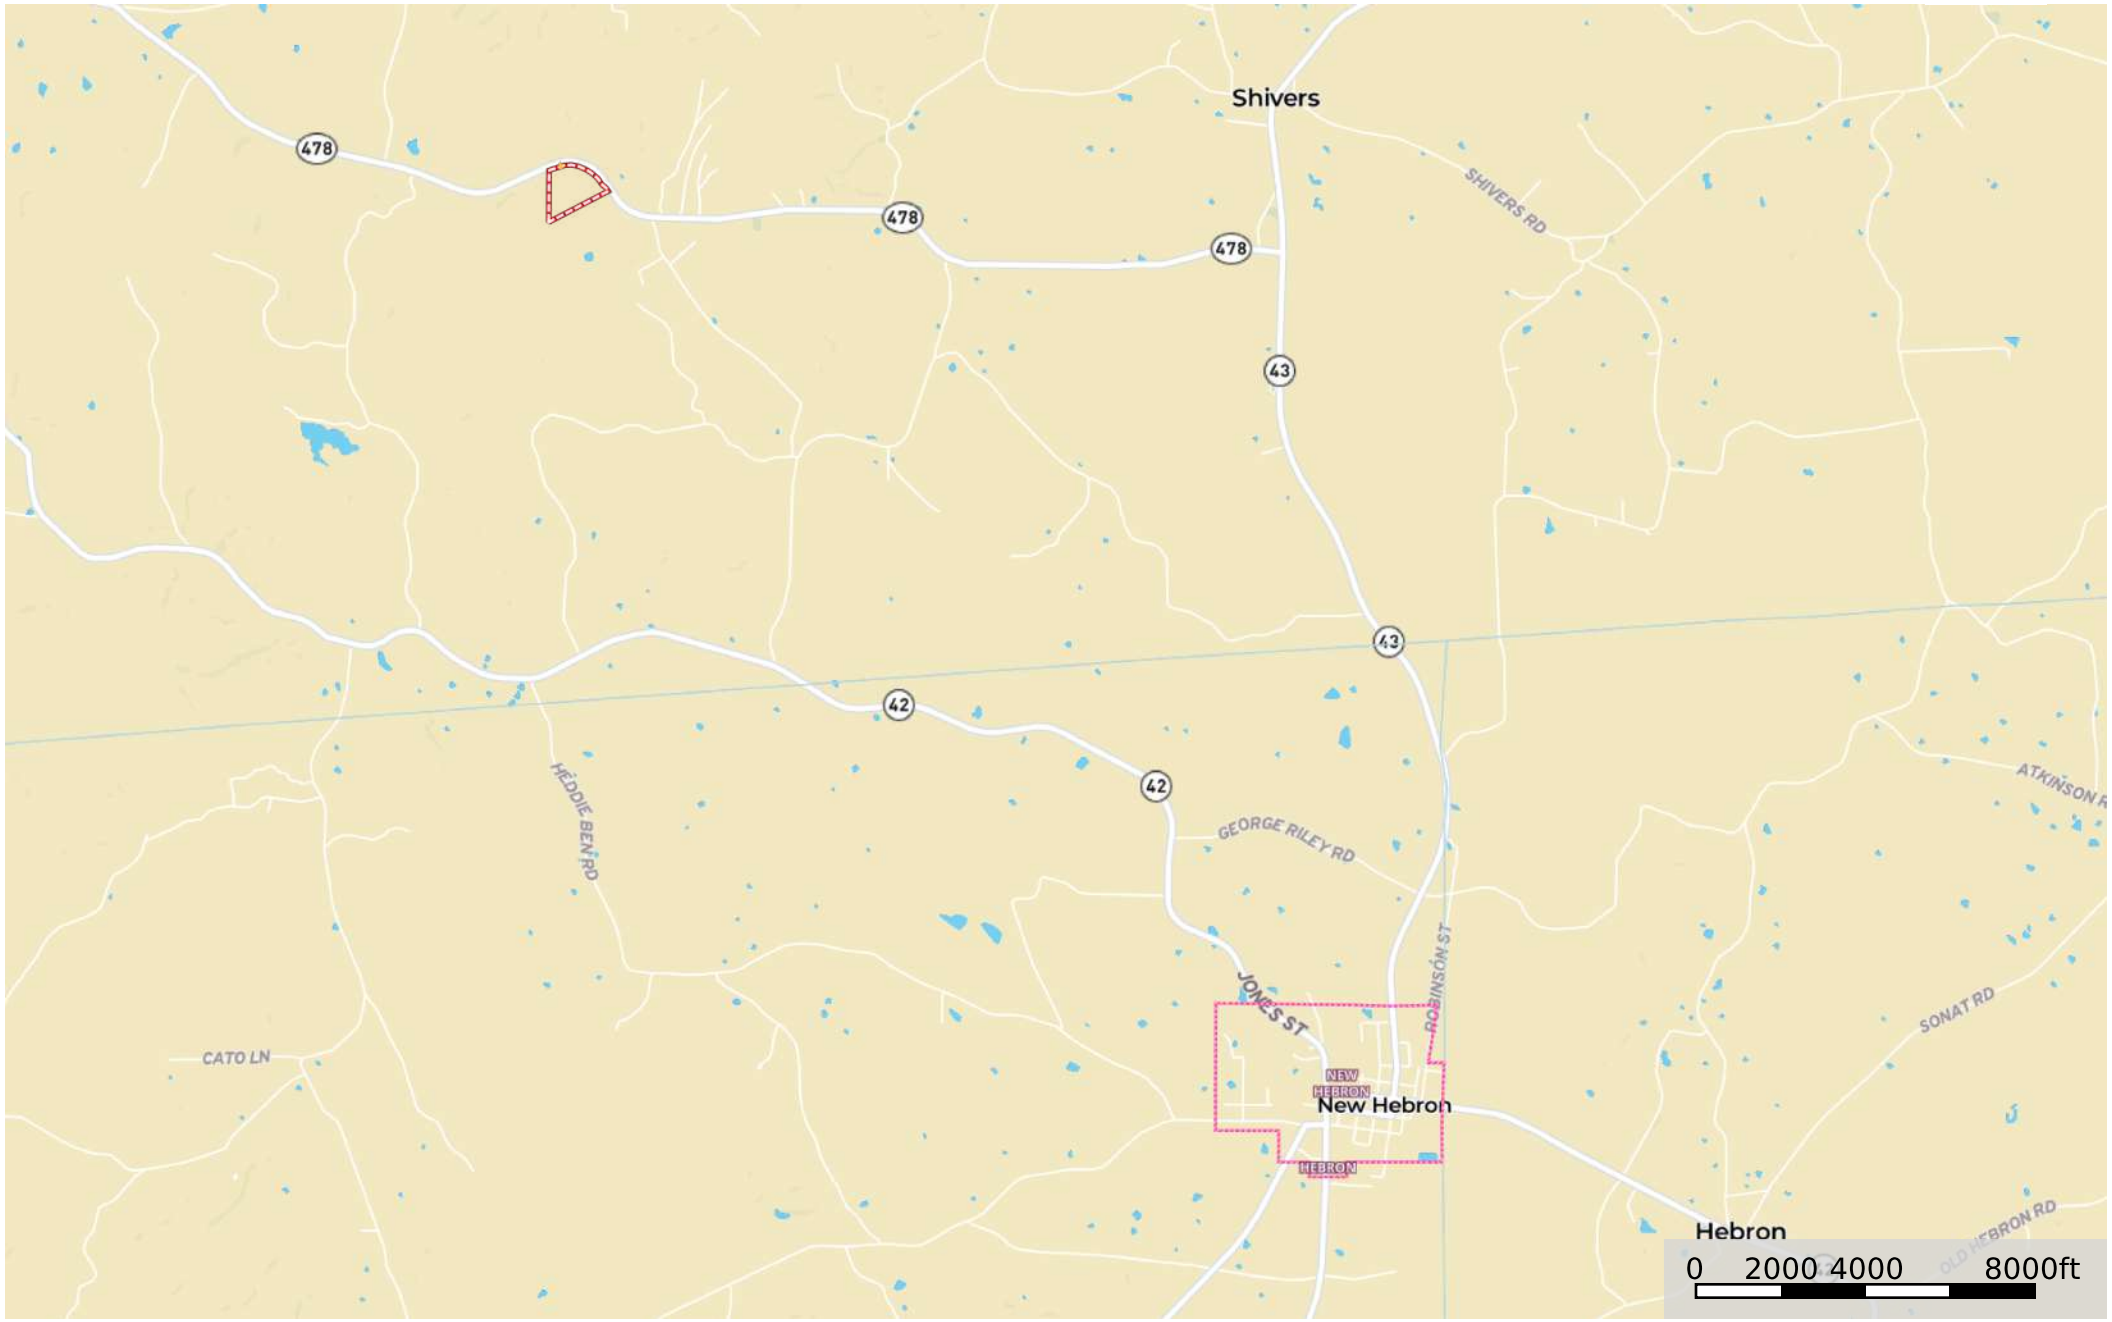 Shivers
478
SHIVERS RD
478
478
43
43
42
42
ATKINSON R
HEDDIE BEN RD
GEORGE RILEY RD
ROBINSON ST
JONES ST
SONAT RD
CATO LN
NEW
HEBRON
New Hebron
HEBRON
OLD HEBRON RD
Hebron
42
0 2000 4000 8000ft